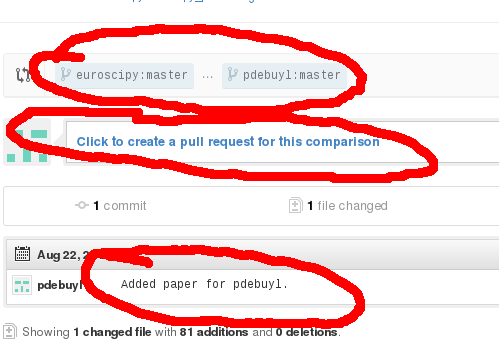 euroscipy:master ... pdebuyl:master
Click to create a pull request for this comparison
1 commit 1 file changed
Aug 22,
pdebuyl Added paper for pdebuyl.
Showing 1 changed file with 81 additions and 0 deletions.